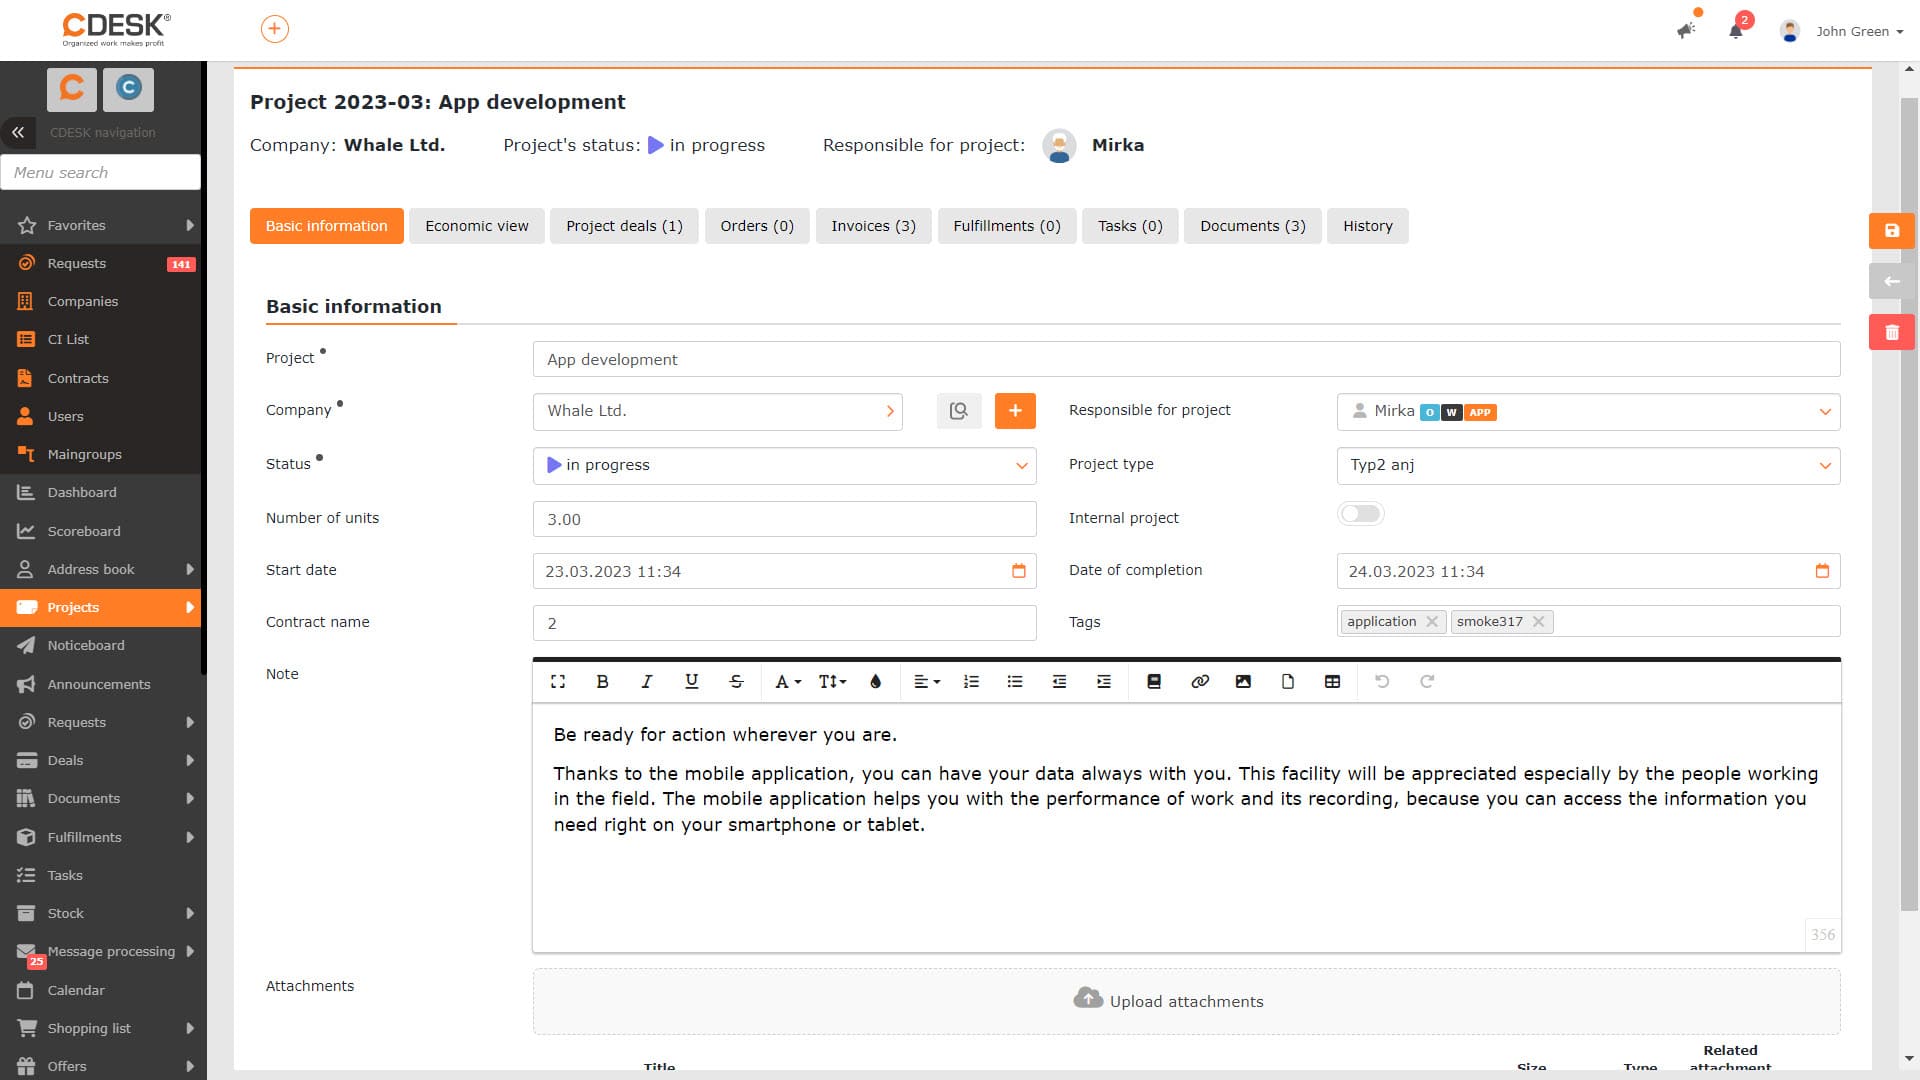 CDESK®
Organized work makes profit
2
John Green
CDESK navigation
Menu search
Favorites
Requests 141
Companies
CI List
Contracts
Users
Maingroups
Dashboard
Scoreboard
Address book
Projects
Noticeboard
Announcements
Requests
Deals
Documents
Fulfillments
Tasks
Stock
Message processing
25
Calendar
Shopping list
Offers
Project 2023-03: App development
Company: Whale Ltd. Project's status: in progress Responsible for project: Mirka
Basic information Economic view Project deals (1) Orders (0) Invoices (3) Fulfillments (0) Tasks (0) Documents (3) History
Basic information
Project App development
Company Whale Ltd. Responsible for project Mirka O W APP
Status in progress Project type Typ2 anj
Number of units 3.00 Internal project
Start date 23.03.2023 11:34 Date of completion 24.03.2023 11:34
Contract name 2 Tags application smoke317
Note
Be ready for action wherever you are.
Thanks to the mobile application, you can have your data always with you. This facility will be appreciated especially by the people working
in the field. The mobile application helps you with the performance of work and its recording, because you can access the information you
need right on your smartphone or tablet.
356
Attachments Upload attachments
Title Size Type Related
attachment